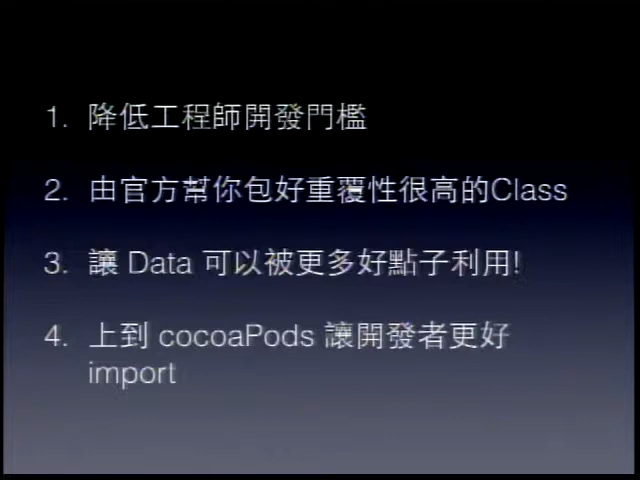 1. 降低工程師開發門檻
2. 由官方幫你包好重覆性很高的Class
3. 讓 Data 可以被更多好點子利用!
4. 上到 cocoaPods 讓開發者更好
import